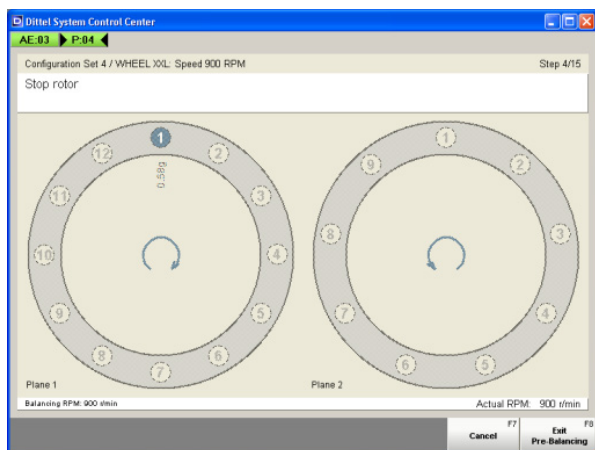 Dittel System Control Center
AE:03 P:04
Configuration Set 4 / WHEEL XXL: Speed 900 RPM Step 4/15
Stop rotor
1
2
3
4
5
6
7
8
9
10
11
12
0.58g
1
2
3
4
5
6
7
8
9
Plane 1
Plane 2
Balancing RPM: 900 r/min
Actual RPM: 900 r/min
F7
Cancel
F8
Exit
Pre-Balancing